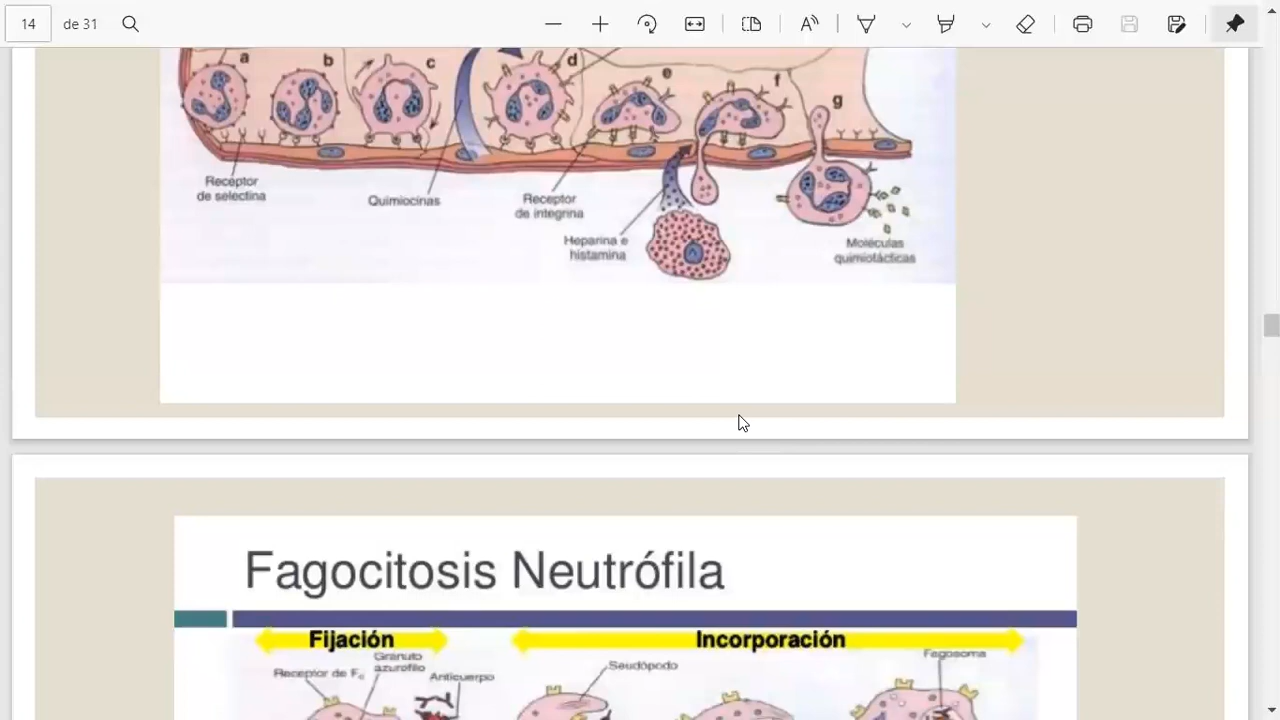 14 de 31
a b c d e f g
Receptor
de selectina
Quimiocinas
Receptor
de integrina
Heparina e
histamina
Moléculas
quimiotácticas
Fagocitosis Neutrófila
Fijación
Incorporación
Receptor de Fc
Gránulo
azurófilo
Anticuerpo
Seudópodo
Fagosoma